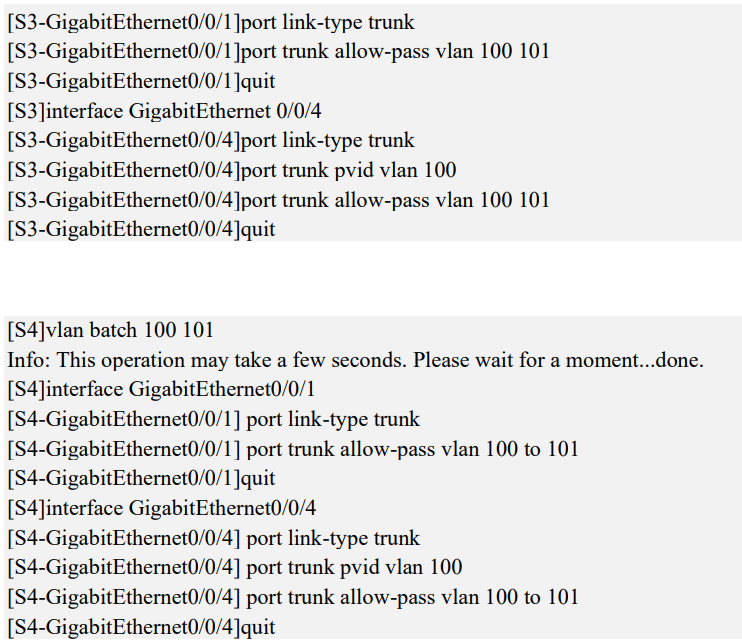 [S3-GigabitEthernet0/0/1]port link-type trunk
[S3-GigabitEthernet0/0/1]port trunk allow-pass vlan 100 101
[S3-GigabitEthernet0/0/1]quit
[S3]interface GigabitEthernet 0/0/4
[S3-GigabitEthernet0/0/4]port link-type trunk
[S3-GigabitEthernet0/0/4]port trunk pvid vlan 100
[S3-GigabitEthernet0/0/4]port trunk allow-pass vlan 100 101
[S3-GigabitEthernet0/0/4]quit
[S4]vlan batch 100 101
Info: This operation may take a few seconds. Please wait for a moment...done.
[S4]interface GigabitEthernet0/0/1
[S4-GigabitEthernet0/0/1] port link-type trunk
[S4-GigabitEthernet0/0/1] port trunk allow-pass vlan 100 to 101
[S4-GigabitEthernet0/0/1]quit
[S4]interface GigabitEthernet0/0/4
[S4-GigabitEthernet0/0/4] port link-type trunk
[S4-GigabitEthernet0/0/4] port trunk pvid vlan 100
[S4-GigabitEthernet0/0/4] port trunk allow-pass vlan 100 to 101
[S4-GigabitEthernet0/0/4]quit